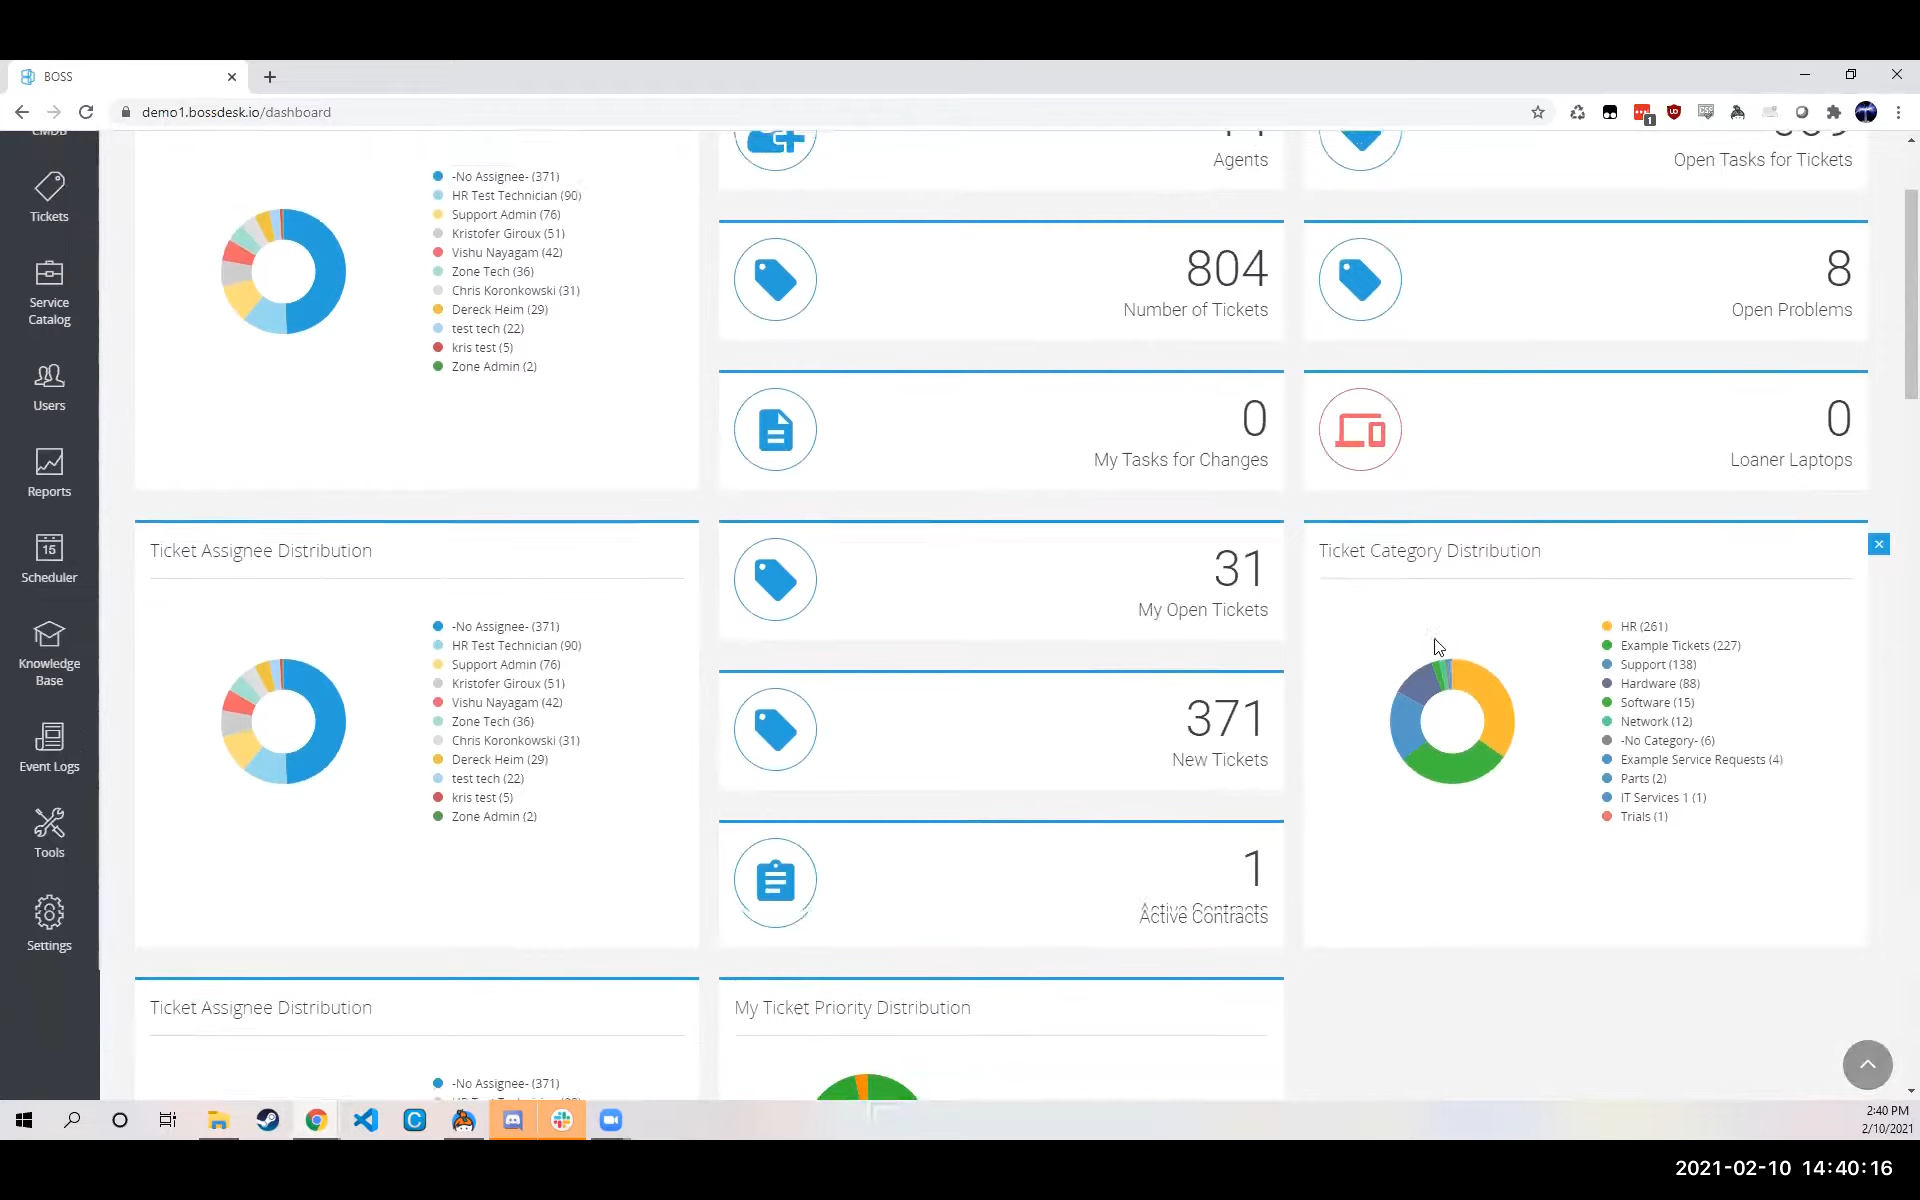 BOSS
demo1.bossdesk.io/dashboard
1
CMDB
Tickets
Service
Catalog
Users
Reports
15
Scheduler
Knowledge
Base
Event Logs
Tools
Settings
-No Assignee- (371)
HR Test Technician (90)
Support Admin (76)
Kristofer Giroux (51)
Vishu Nayagam (42)
Zone Tech (36)
Chris Koronkowski (31)
Dereck Heim (29)
test tech (22)
kris test (5)
Zone Admin (2)
Agents
Open Tasks for Tickets
804
Number of Tickets
8
Open Problems
0
My Tasks for Changes
0
Loaner Laptops
Ticket Assignee Distribution
-No Assignee- (371)
HR Test Technician (90)
Support Admin (76)
Kristofer Giroux (51)
Vishu Nayagam (42)
Zone Tech (36)
Chris Koronkowski (31)
Dereck Heim (29)
test tech (22)
kris test (5)
Zone Admin (2)
31
My Open Tickets
371
New Tickets
1
Active Contracts
Ticket Category Distribution
HR (261)
Example Tickets (227)
Support (138)
Hardware (88)
Software (15)
Network (12)
-No Category- (6)
Example Service Requests (4)
Parts (2)
IT Services 1 (1)
Trials (1)
Ticket Assignee Distribution
-No Assignee- (371)
My Ticket Priority Distribution
2:40 PM
2/10/2021
2021-02-10 14:40:16